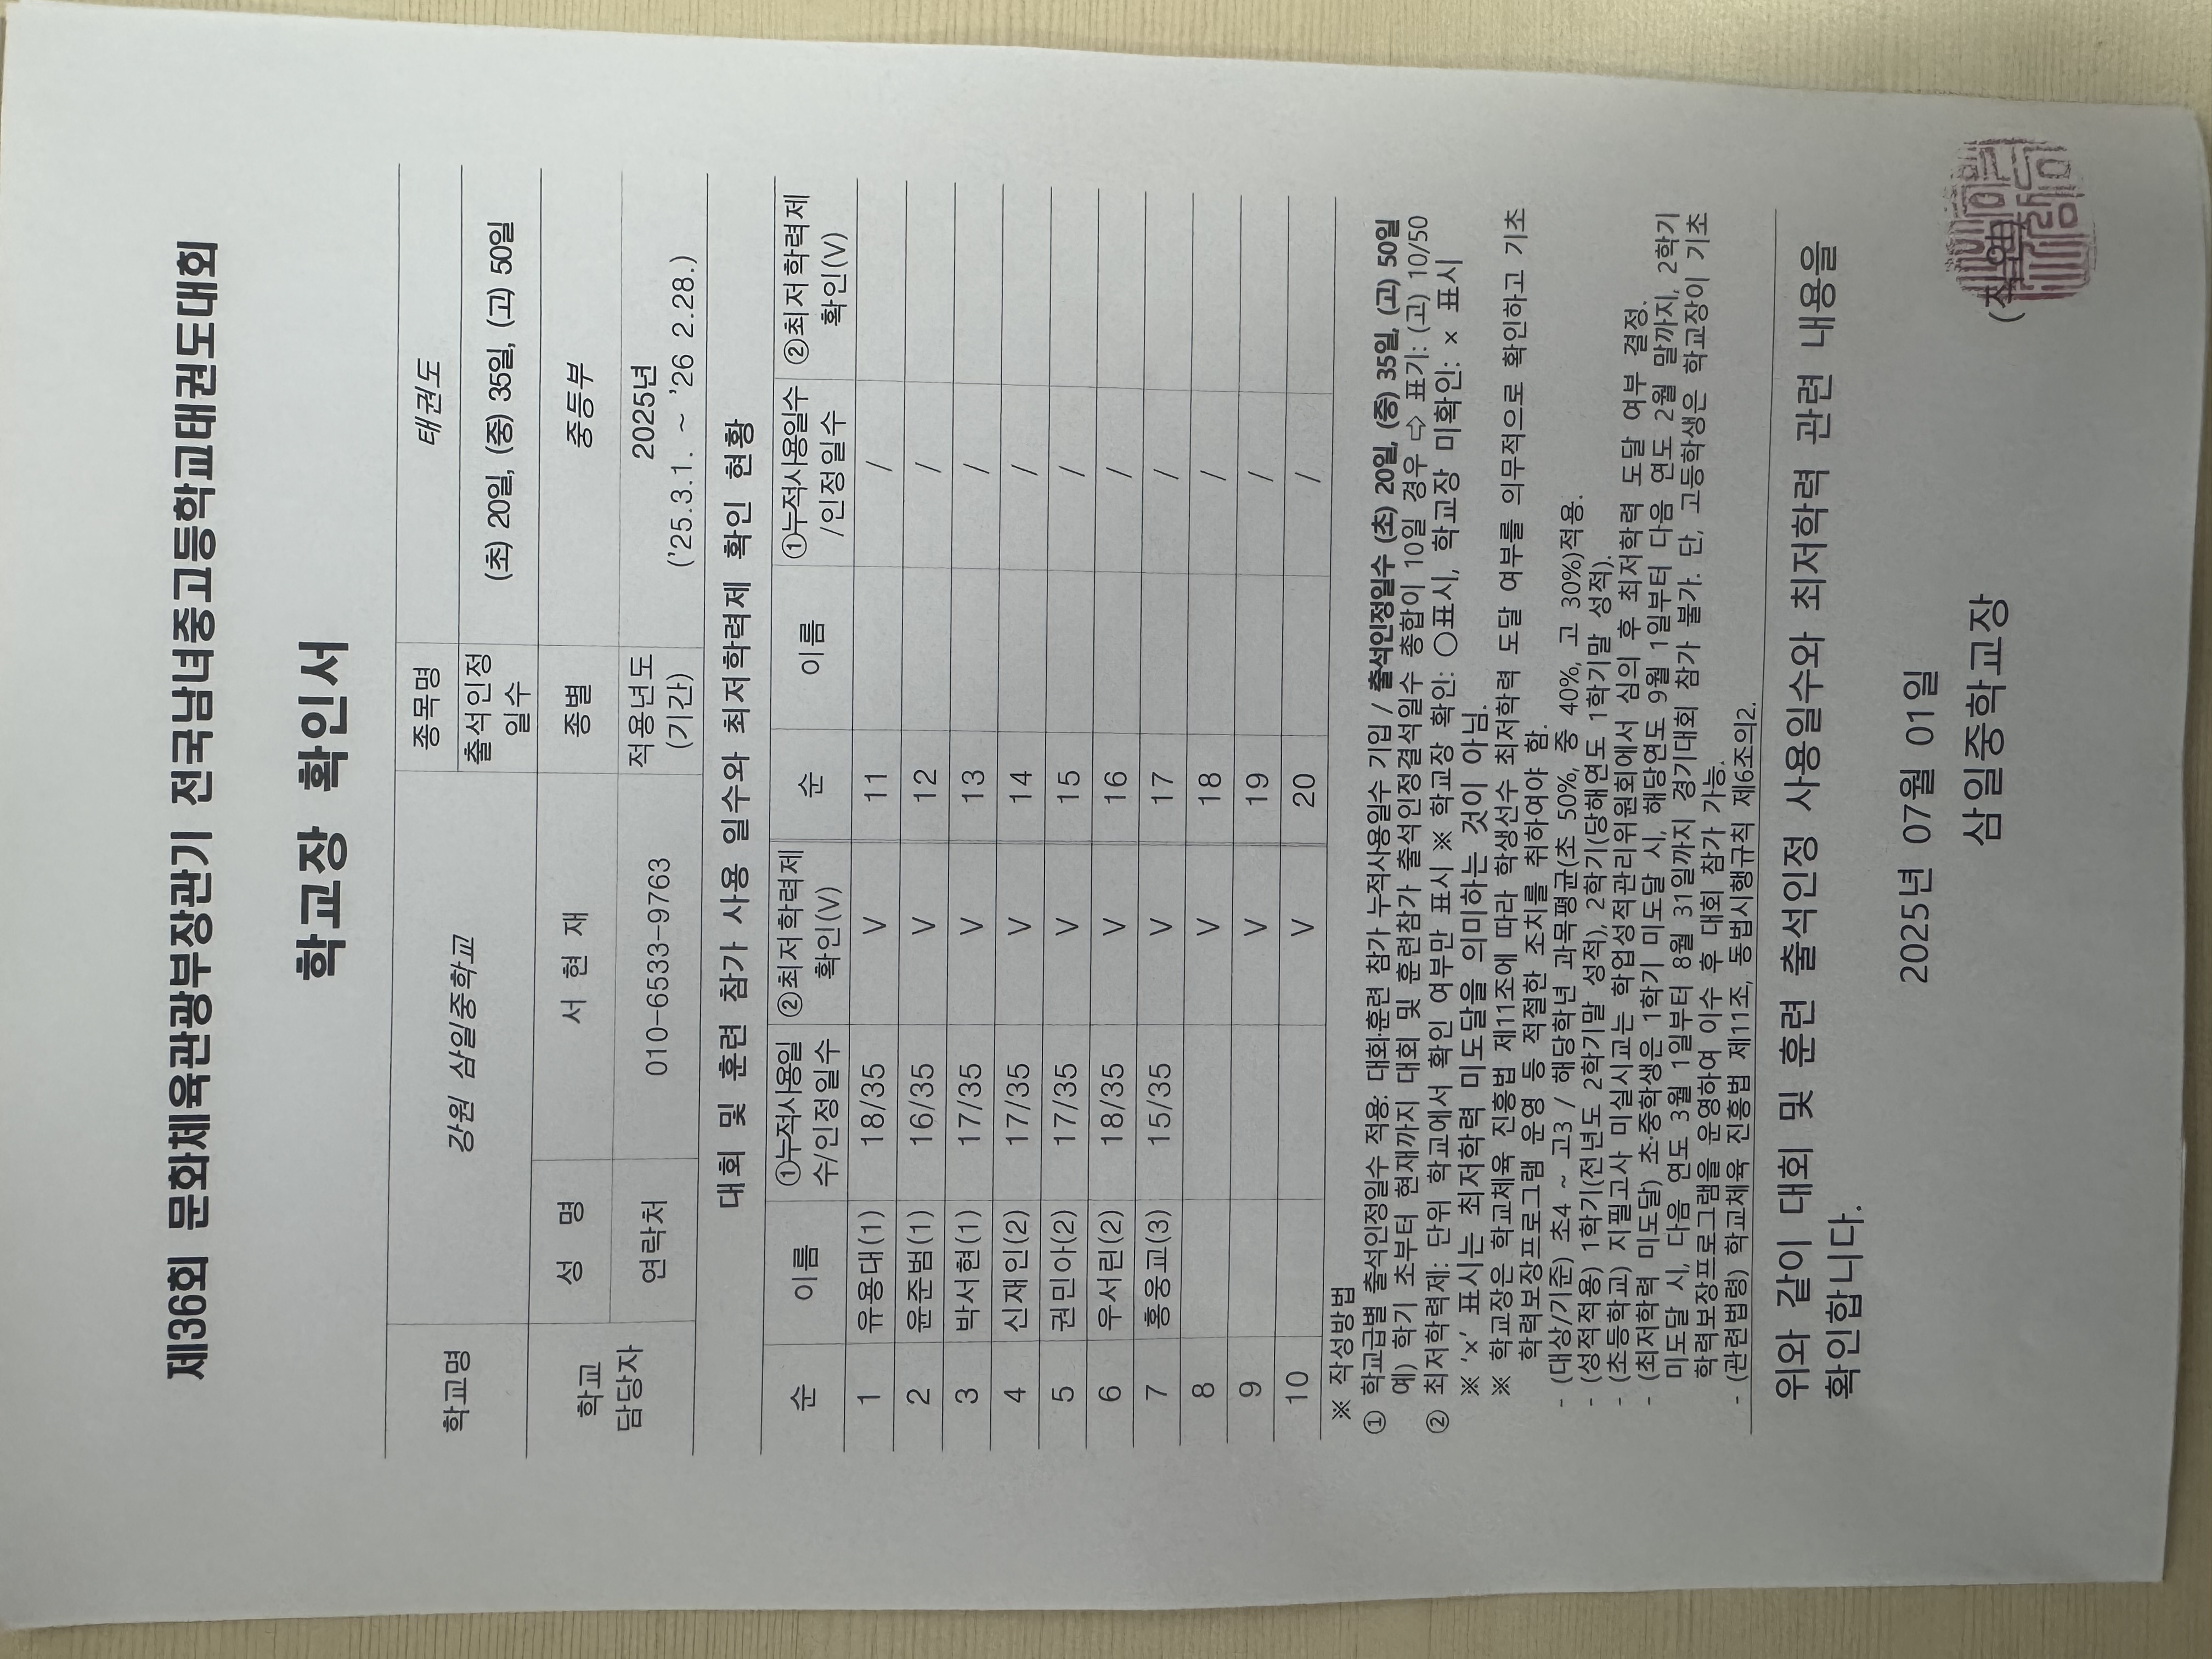 제36회 문화체육관광부장관기 전국남녀중고등학교태권도대회
학교장 확인서
학교명 강원 삼일중학교 종목명 태권도
출석인정 일수 (초) 20일, (중) 35일, (고) 50일
학교 담당자 성 명 서 현 재 종별 중등부
연락처 010-6533-9763 적용년도 (기간) 2025년 ('25.3.1. ~ '26 2.28.)
대회 및 훈련 참가 사용 일수와 최저학력제 확인 현황
순 이름 ①누적사용일수/인정일수 ②최저학력제 확인(V) 순 이름 ①누적사용일수/인정일수 ②최저학력제 확인(V)
1 유용대(1) 18/35 V 11 /
2 윤준범(1) 16/35 V 12 /
3 박서현(1) 17/35 V 13 /
4 신재인(2) 17/35 V 14 /
5 권민아(2) 17/35 V 15 /
6 우서린(2) 18/35 V 16 /
7 홍웅교(3) 15/35 V 17 /
8 V 18 /
9 V 19 /
10 V 20 /
※ 작성방법
① 학교급별 출석인정일수 적용: 대회·훈련 참가 누적사용일수 기입 / 출석인정일수 (초) 20일, (중) 35일, (고) 50일
예) 학기 초부터 현재까지 대회 및 훈련참가 출석인정결석일수 총합이 10일 경우 ⇨ 표기: (고) 10/50
② 최저학력제: 단위 학교에서 확인 여부만 표시 ※ 학교장 확인: ○표시, 학교장 미확인: × 표시
※ 'x' 표시는 최저학력 미도달을 의미하는 것이 아님.
※ 학교장은 학교체육 진흥법 제11조에 따라 학생선수 최저학력 도달 여부를 의무적으로 확인하고 기초
학력보장프로그램 운영 등 적절한 조치를 취하여야 함.
- (대상/기준) 초4 ~ 고3 / 해당학년 과목평균(초 50%, 중 40%, 고 30%)적용.
- (성적적용) 1학기(전년도 2학기말 성적), 2학기(당해연도 1학기말 성적).
- (초등학교) 지필고사 미실시교는 학업성적관리위원회에서 심의 후 최저학력 도달 여부 결정.
- (최저학력 미도달) 초·중학생은 1학기 미도달 시, 해당연도 9월 1일부터 다음 연도 2월 말까지, 2학기
미도달 시, 다음 연도 3월 1일부터 8월 31일까지 경기대회 참가 불가. 단, 고등학생은 학교장이 기초
학력보장프로그램을 운영하여 이수 후 대회 참가 가능.
- (관련법령) 학교체육 진흥법 제11조, 동법시행규칙 제6조의2.
위와 같이 대회 및 훈련 출석인정 사용일수와 최저학력 관련 내용을
확인합니다.
2025년 07월 01일
삼일중학교장 (직인)